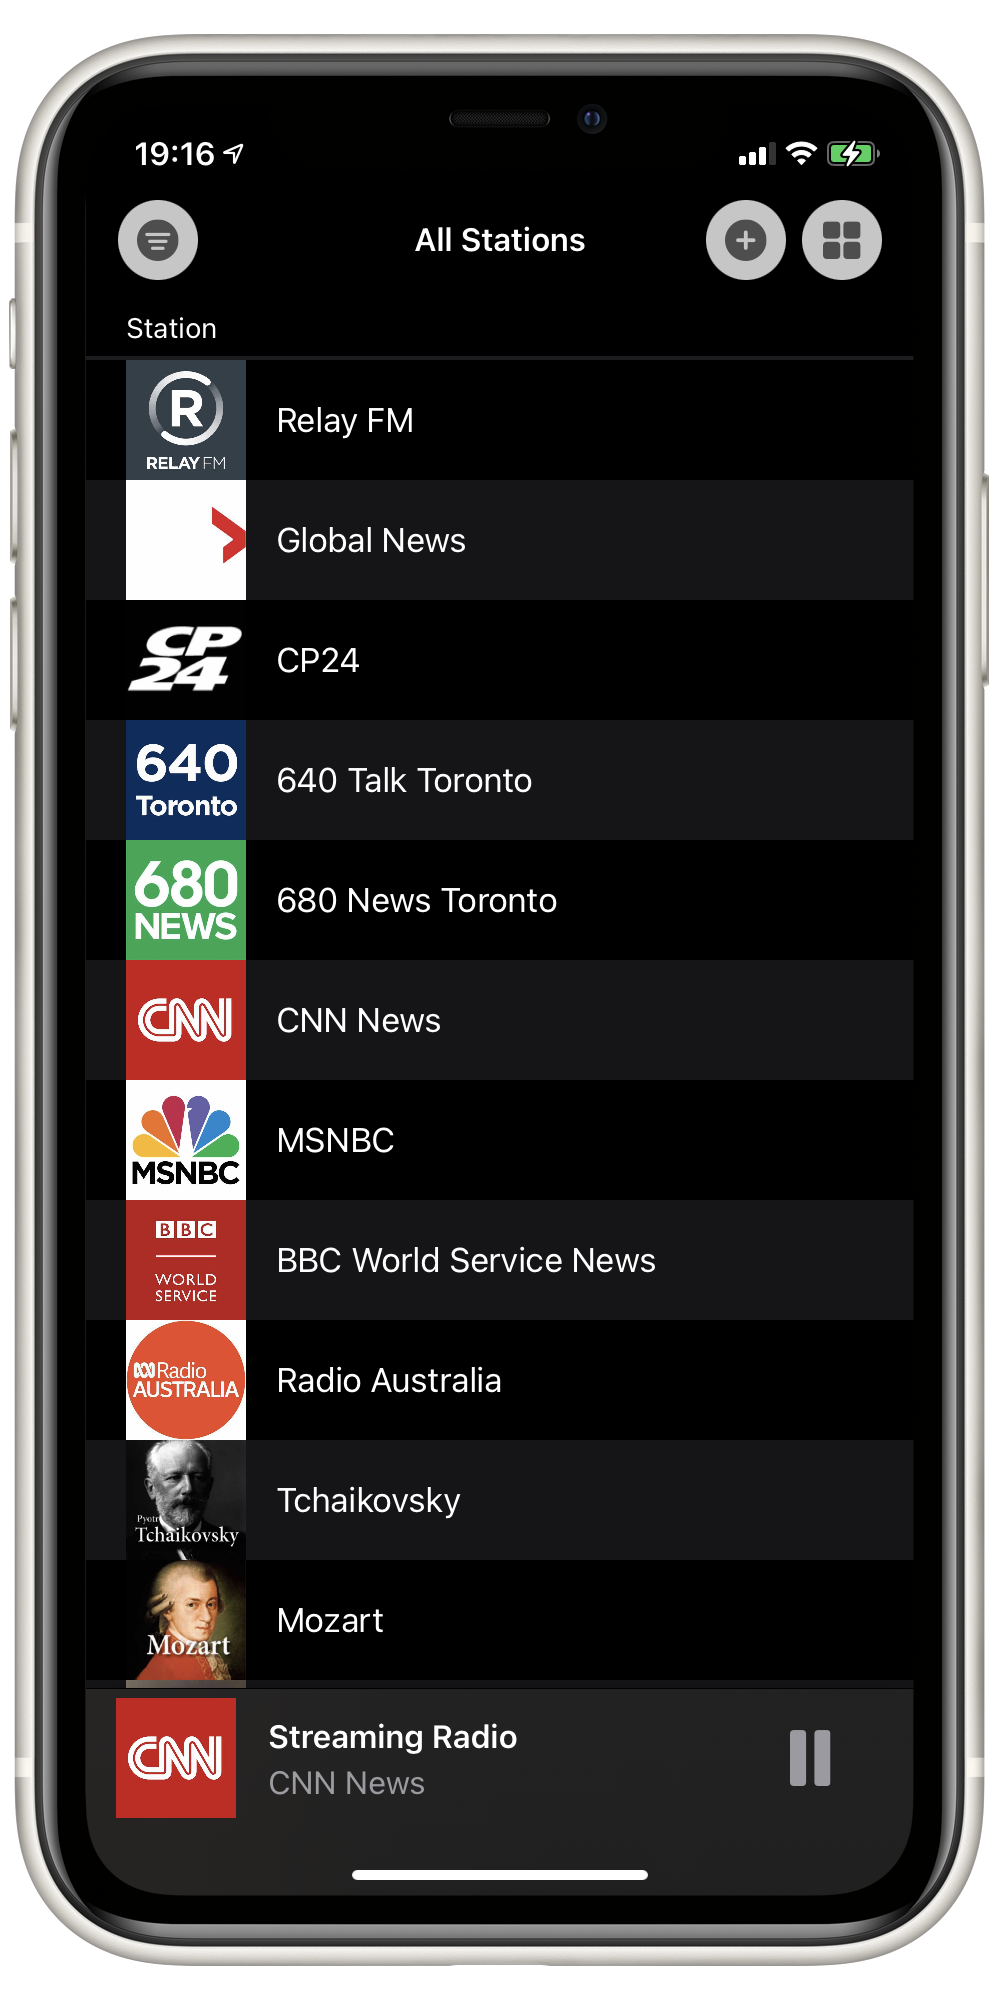 19:16
All Stations
Station
R
RELAY FM
Relay FM
Global News
CP
24
CP24
640
Toronto
640 Talk Toronto
680
NEWS
680 News Toronto
CNN
CNN News
MSNBC
MSNBC
BBC
WORLD
SERVICE
BBC World Service News
Radio
AUSTRALIA
Radio Australia
Pyotr
Tchaikovsky
Tchaikovsky
Mozart
Mozart
CNN
Streaming Radio
CNN News